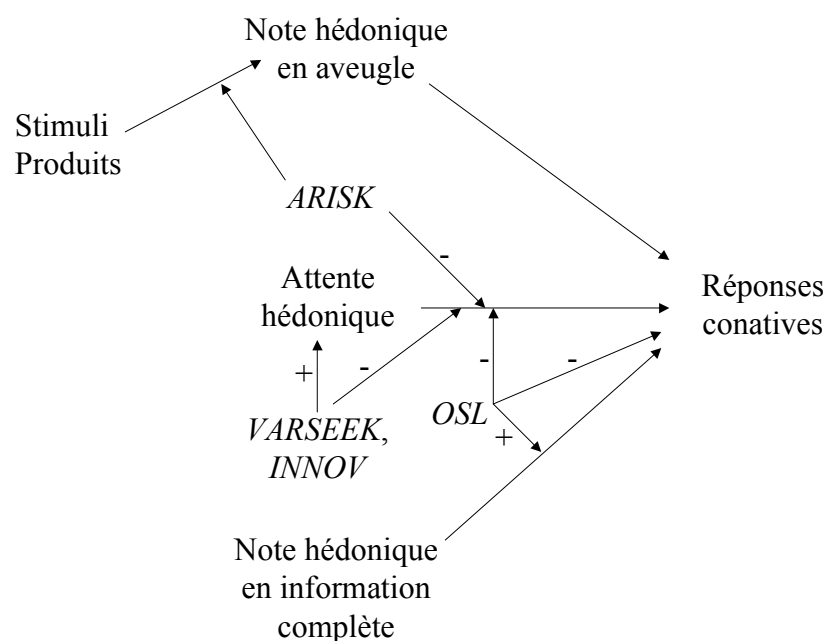 Note hédonique
en aveugle
Stimuli
Produits
ARISK
-
Attente
hédonique
Réponses
conatives
+
-
-
-
VARSEEK,
INNOV
OSL
+
Note hédonique
en information
complète